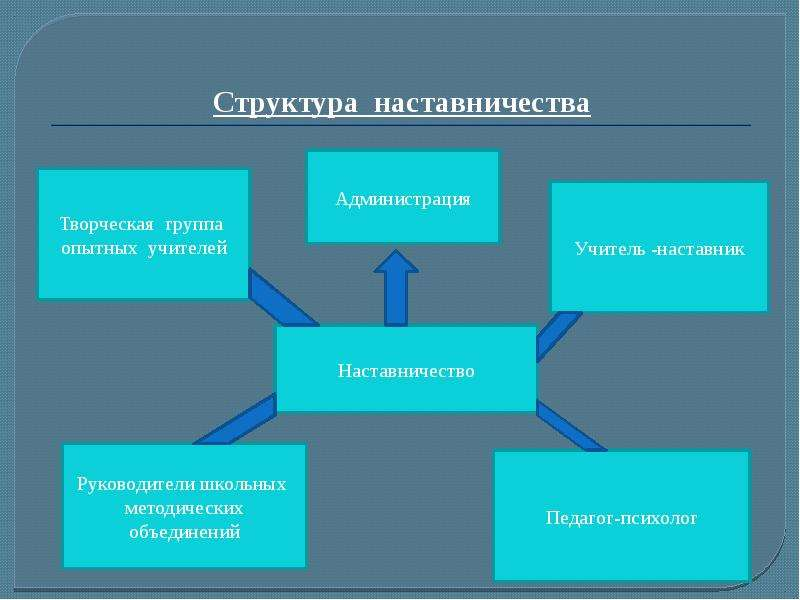 Структура наставничества
Администрация
Творческая группа
опытных учителей
Учитель -наставник
Наставничество
Руководители школьных
методических
объединений
Педагог-психолог